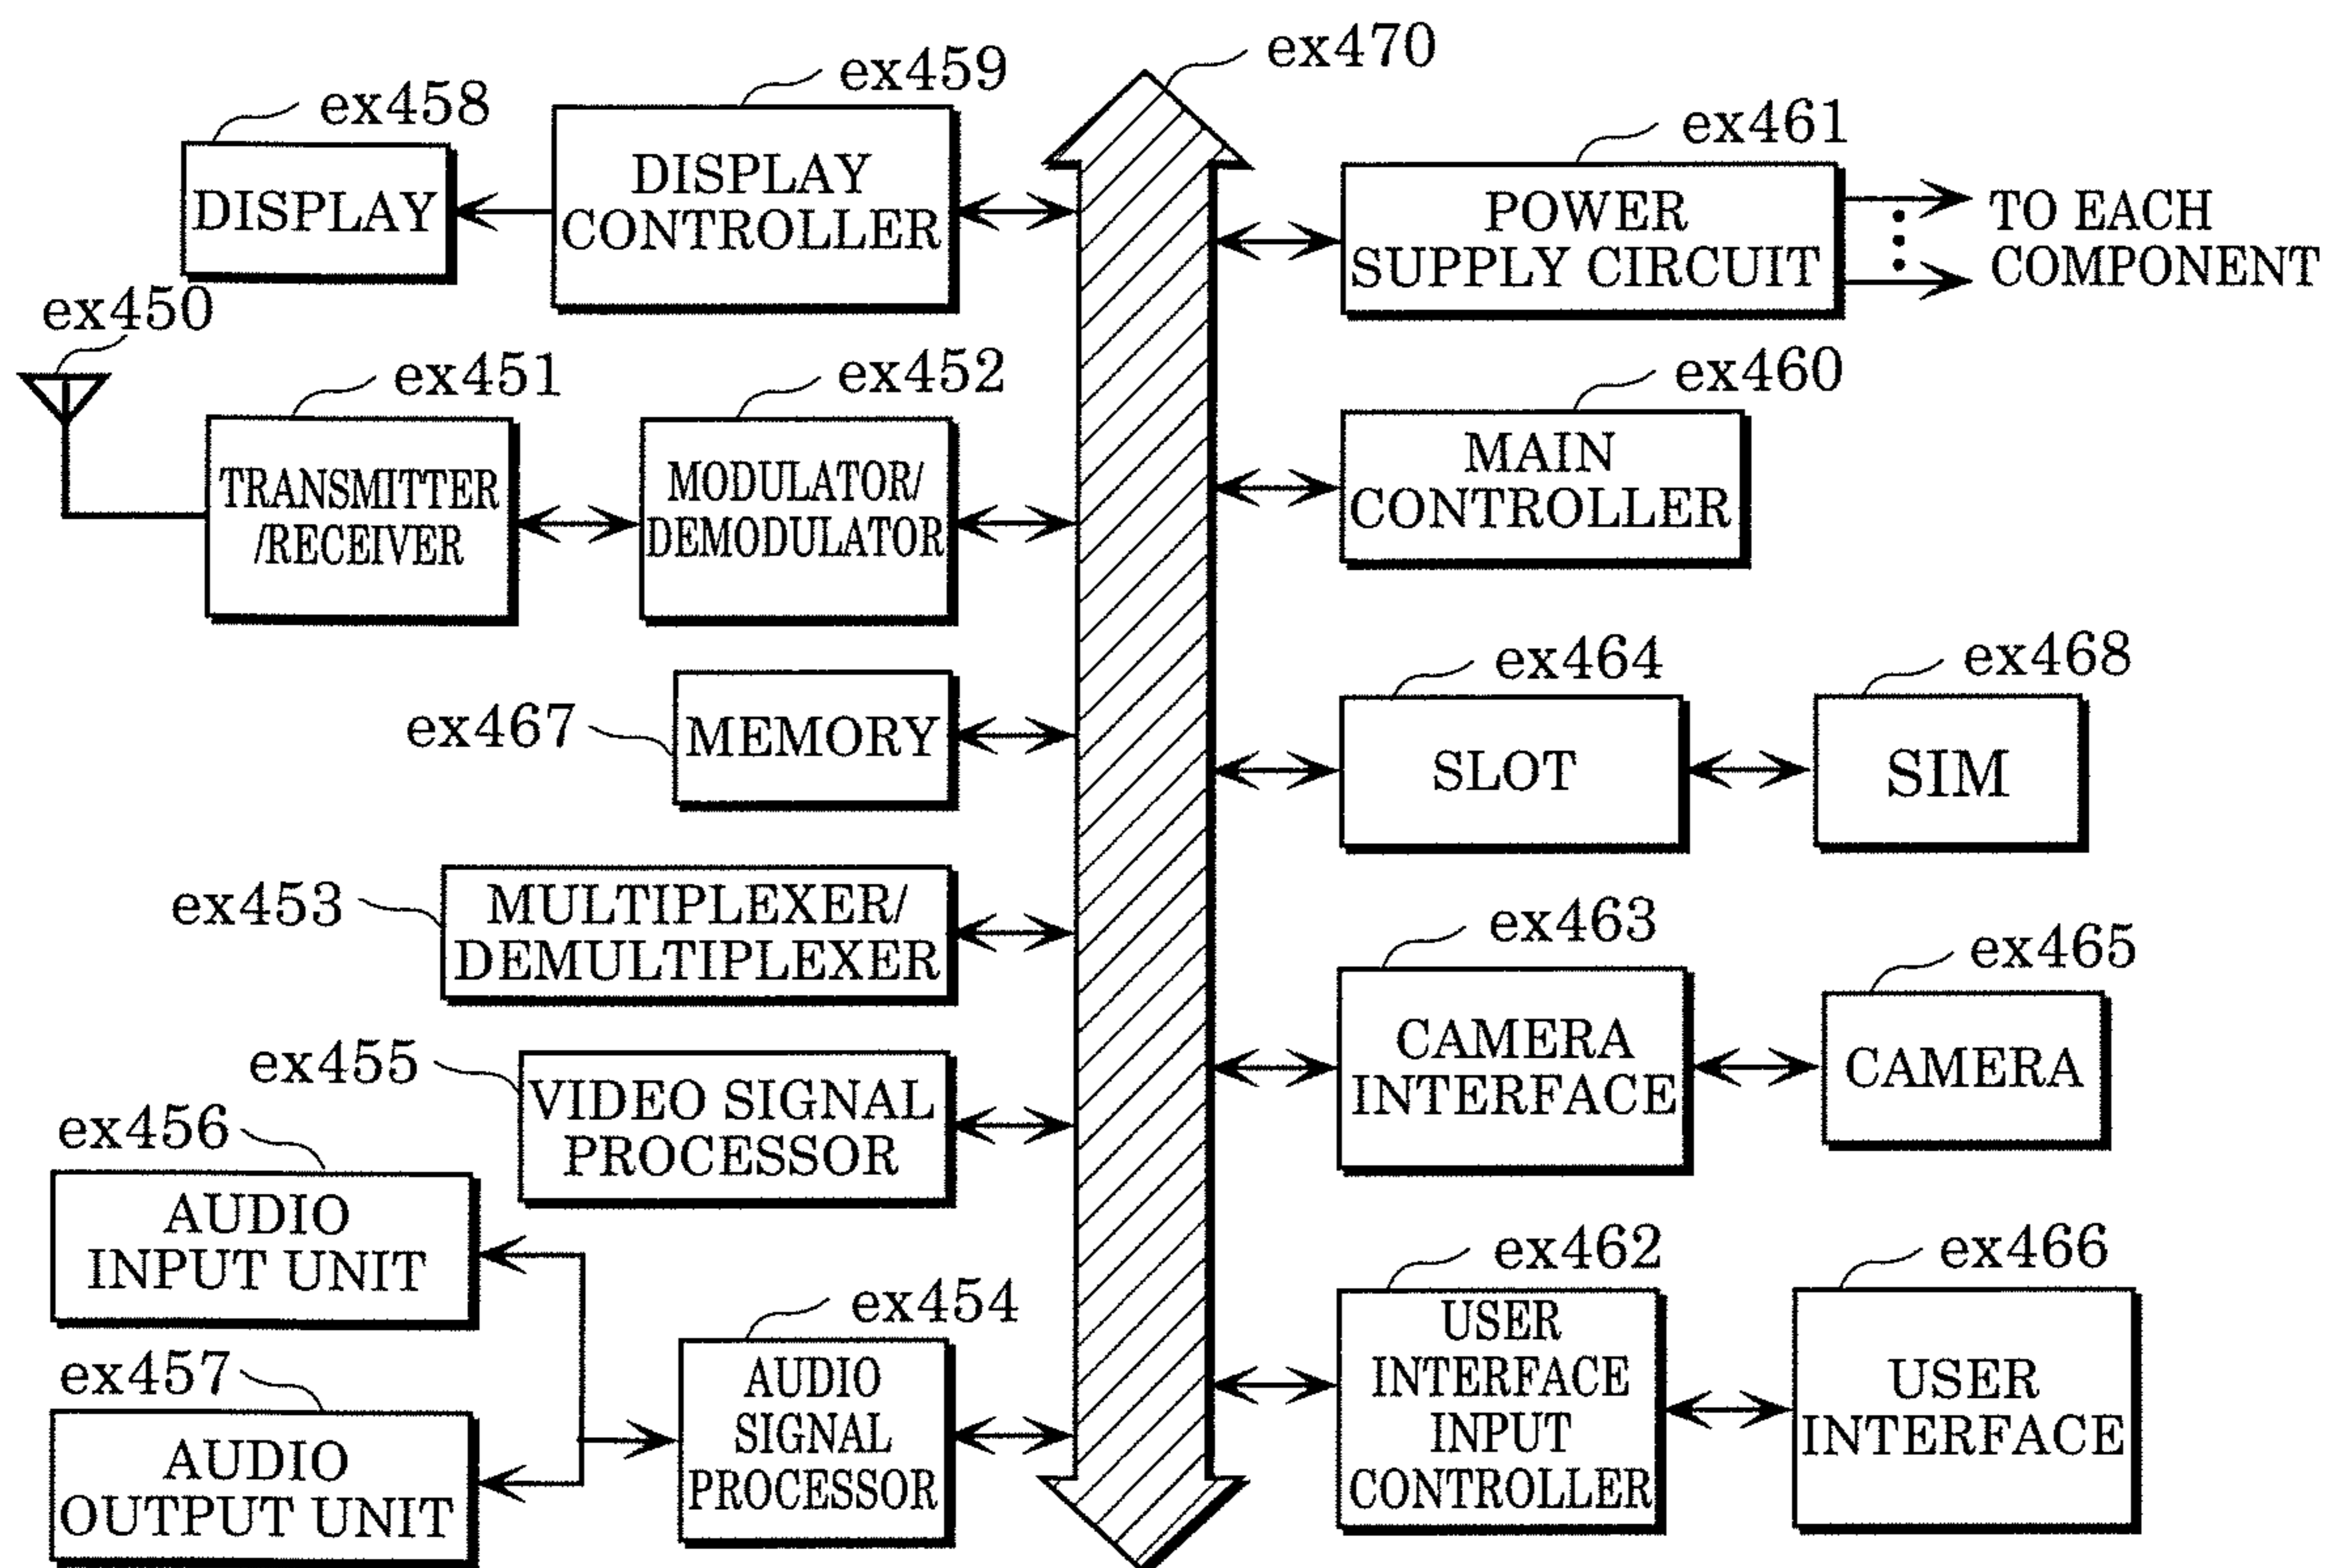 ex470
ex459
ex458
DISPLAY
DISPLAY
CONTROLLER
ex461
POWER
SUPPLY CIRCUIT
TO EACH
COMPONENT
ex450
ex451
TRANSMITTER
/RECEIVER
ex452
MODULATOR/
DEMODULATOR
ex460
MAIN
CONTROLLER
ex467
MEMORY
ex464
SLOT
ex468
SIM
ex453
MULTIPLEXER/
DEMULTIPLEXER
ex463
CAMERA
INTERFACE
ex465
CAMERA
ex455
VIDEO SIGNAL
PROCESSOR
ex456
AUDIO
INPUT UNIT
ex457
AUDIO
OUTPUT UNIT
ex454
AUDIO
SIGNAL
PROCESSOR
ex462
USER
INTERFACE
INPUT
CONTROLLER
ex466
USER
INTERFACE